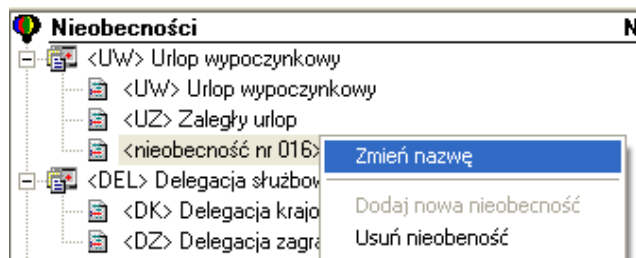 Nieobecności N
<UW> Urlop wypoczynkowy
<UW> Urlop wypoczynkowy
<UZ> Zaległy urlop
<nieobecność nr 016>
Zmień nazwę
<DEL> Delegacja służbow
Dodaj nowa nieobecność
<DK> Delegacja krajo
Usuń nieobeność
<DZ> Delegacja zagra